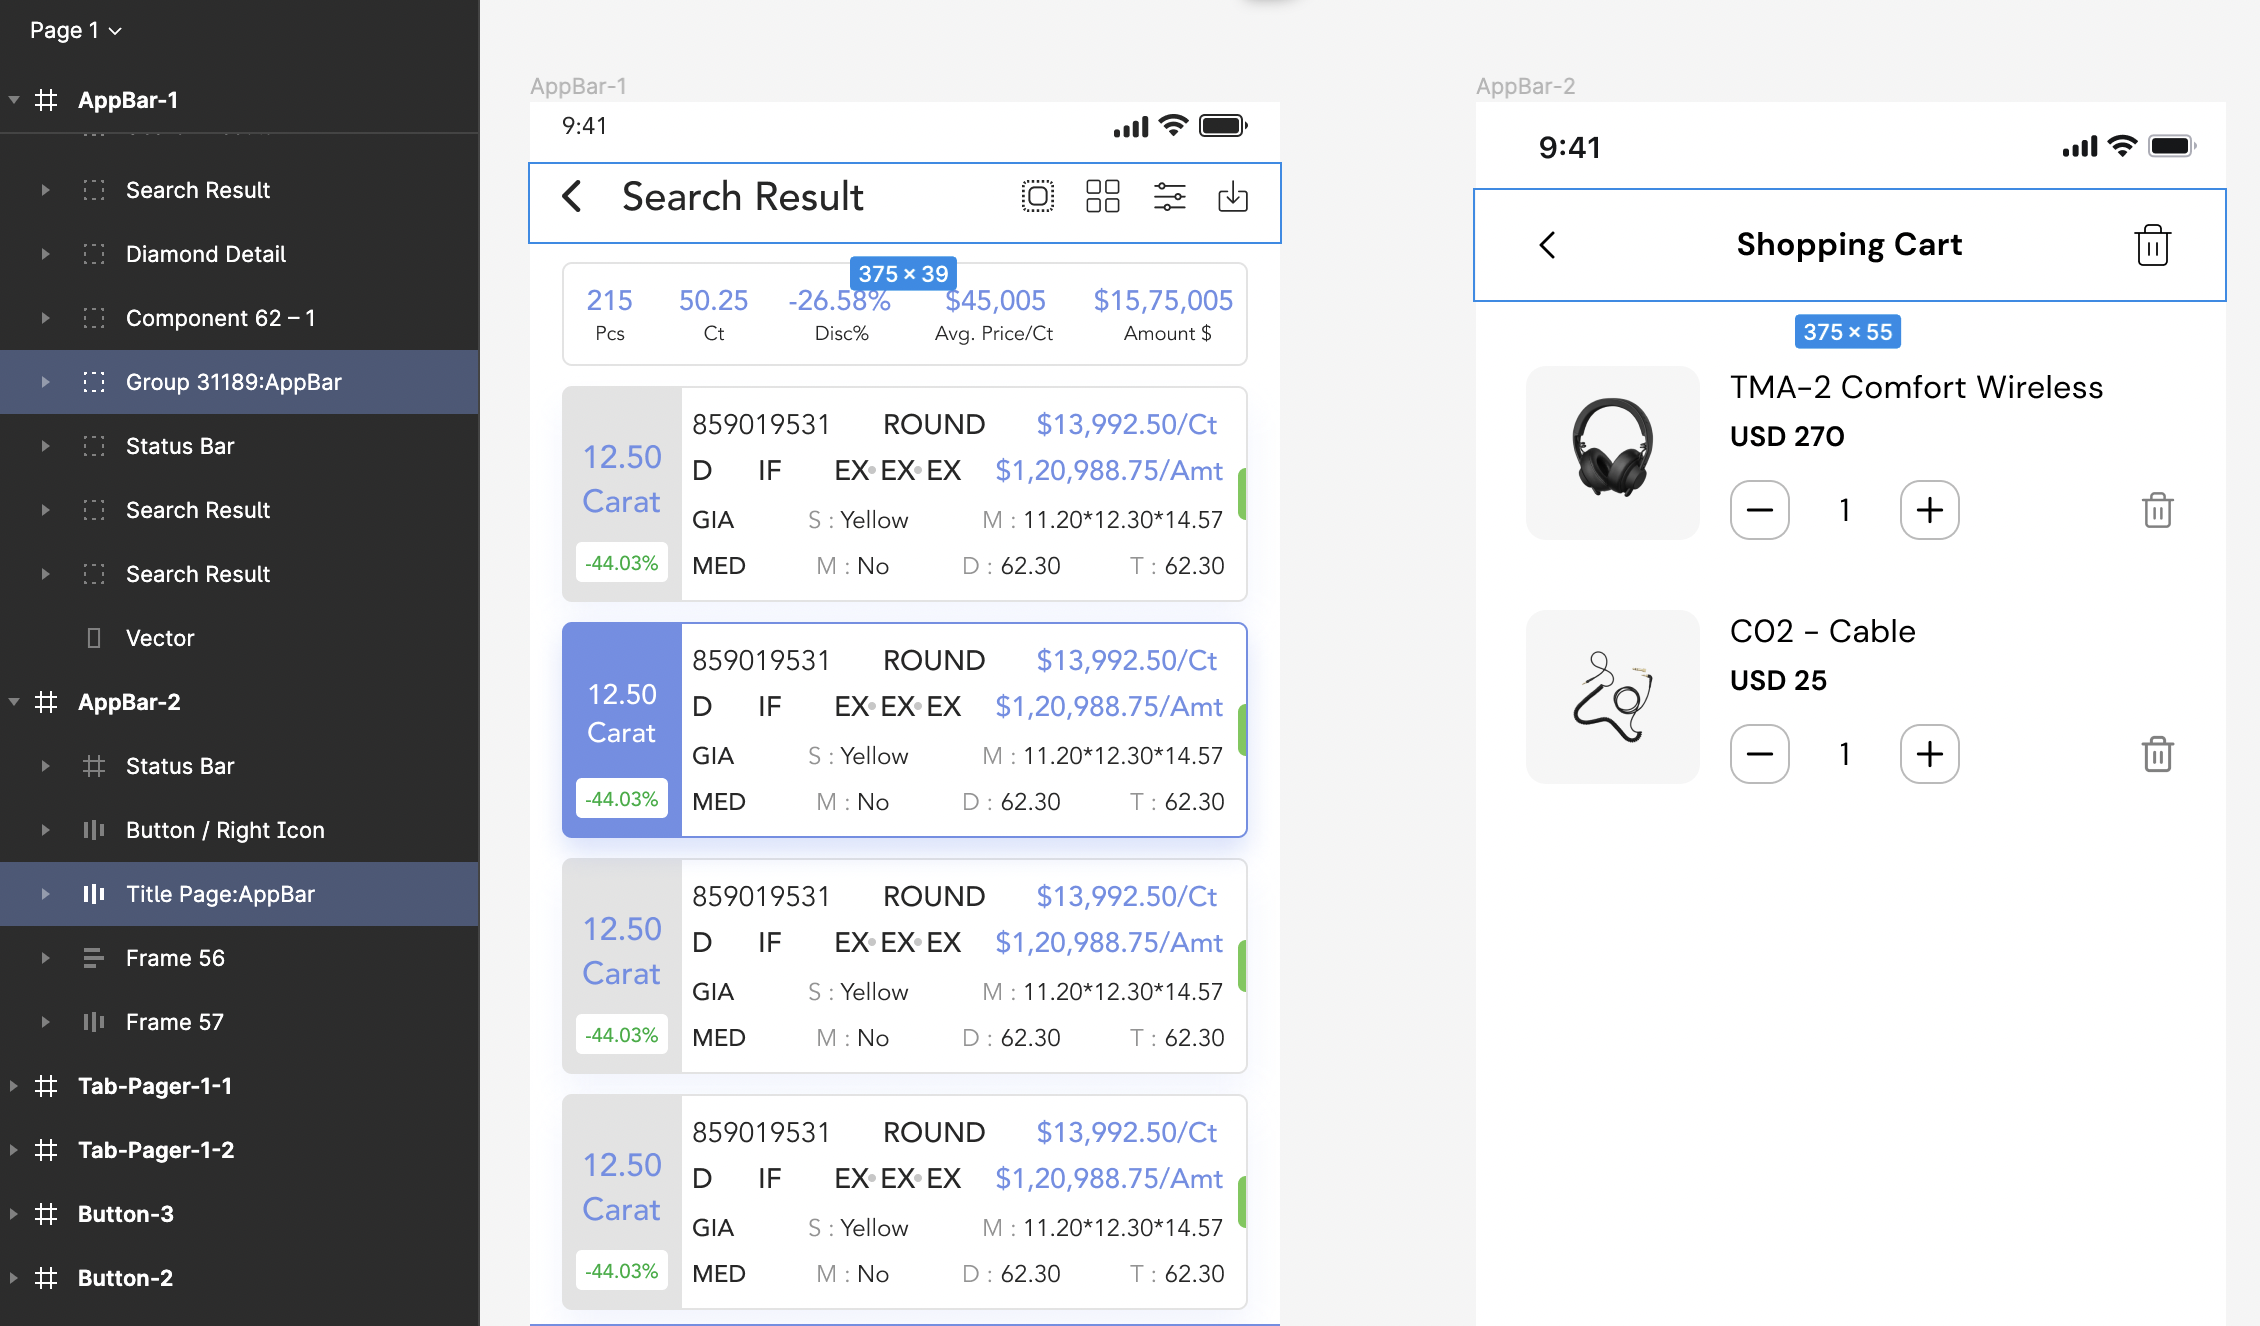 Page 1
AppBar-1
Search Result
Diamond Detail
Component 62 – 1
Group 31189:AppBar
Status Bar
Search Result
Search Result
Vector
AppBar-2
Status Bar
Button / Right Icon
Title Page:AppBar
Frame 56
Frame 57
Tab-Pager-1-1
Tab-Pager-1-2
Button-3
Button-2
AppBar-1
9:41
Search Result
375 × 39
215 50.25 -26.58% $45,005 $15,75,005
Pcs Ct Disc% Avg. Price/Ct Amount $
12.50
Carat
-44.03%
859019531 ROUND $13,992.50/Ct
D IF EX•EX•EX $1,20,988.75/Amt
GIA S : Yellow M : 11.20*12.30*14.57
MED M : No D : 62.30 T : 62.30
12.50
Carat
-44.03%
859019531 ROUND $13,992.50/Ct
D IF EX•EX•EX $1,20,988.75/Amt
GIA S : Yellow M : 11.20*12.30*14.57
MED M : No D : 62.30 T : 62.30
12.50
Carat
-44.03%
859019531 ROUND $13,992.50/Ct
D IF EX•EX•EX $1,20,988.75/Amt
GIA S : Yellow M : 11.20*12.30*14.57
MED M : No D : 62.30 T : 62.30
12.50
Carat
-44.03%
859019531 ROUND $13,992.50/Ct
D IF EX•EX•EX $1,20,988.75/Amt
GIA S : Yellow M : 11.20*12.30*14.57
MED M : No D : 62.30 T : 62.30
AppBar-2
9:41
Shopping Cart
375 × 55
TMA-2 Comfort Wireless
USD 270
1
CO2 - Cable
USD 25
1